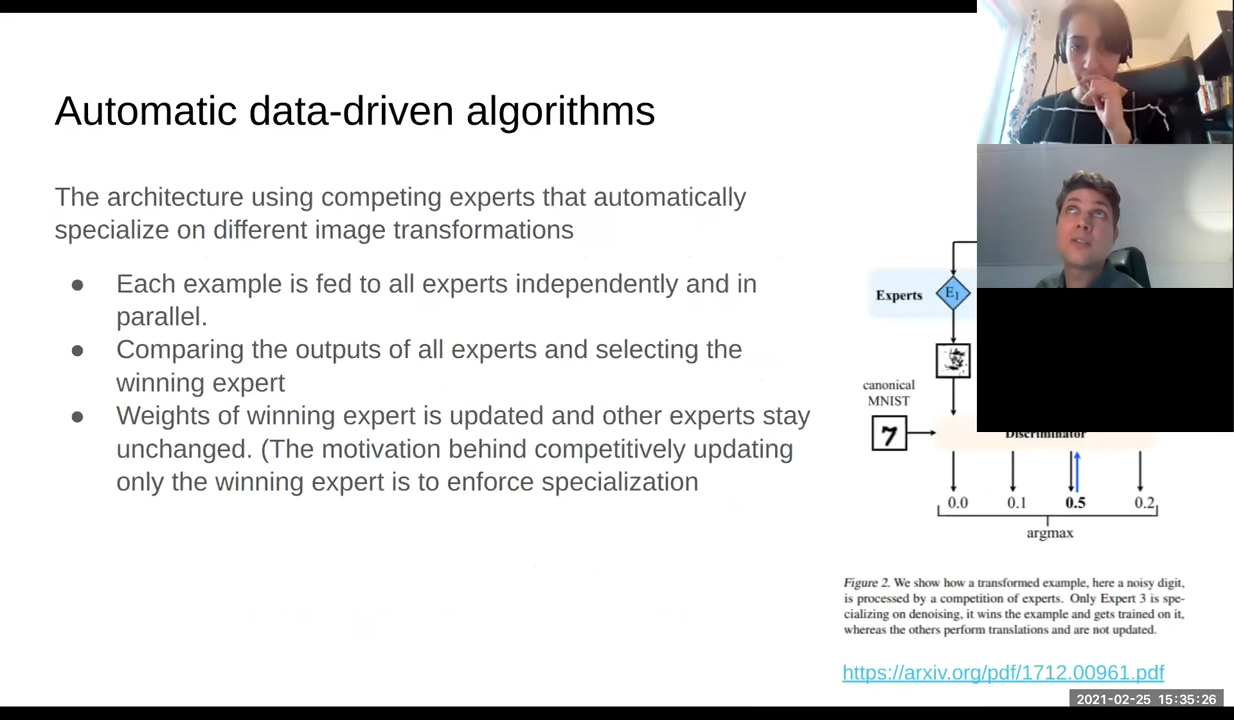 Automatic data-driven algorithms
The architecture using competing experts that automatically
specialize on different image transformations
● Each example is fed to all experts independently and in
parallel.
● Comparing the outputs of all experts and selecting the
winning expert
● Weights of winning expert is updated and other experts stay
unchanged. (The motivation behind competitively updating
only the winning expert is to enforce specialization
Experts
E1
canonical
MNIST
7
Discriminator
0.0 0.1 0.5 0.2
argmax
Figure 2. We show how a transformed example, here a noisy digit,
is processed by a competition of experts. Only Expert 3 is spe-
cializing on denoising, it wins the example and gets trained on it,
whereas the others perform translations and are not updated.
https://arxiv.org/pdf/1712.00961.pdf
2021-02-25 15:35:26